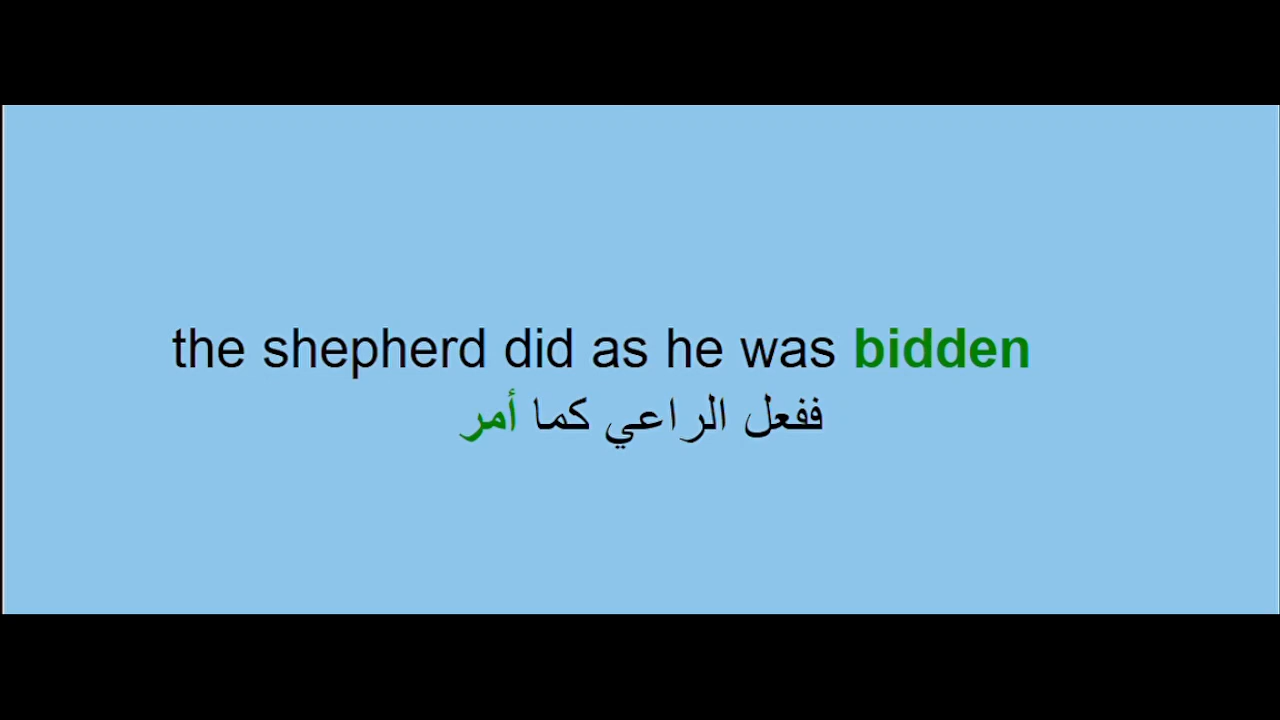 the shepherd did as he was bidden
ففعل الراعي كما أمر